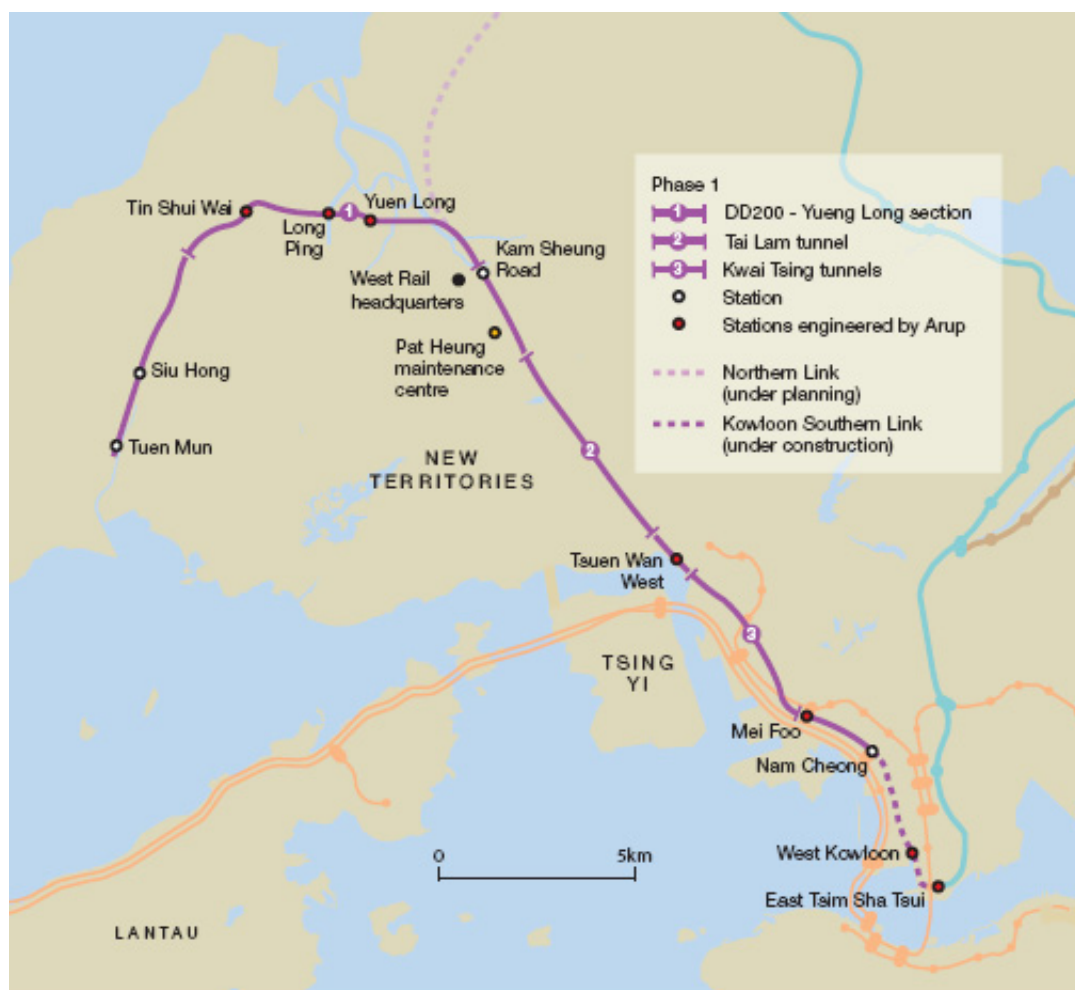 Phase 1
1 DD200 - Yueng Long section
2 Tai Lam tunnel
3 Kwai Tsing tunnels
Station
Stations engineered by Arup
Northern Link
(under planning)
Kowloon Southern Link
(under construction)
Tin Shui Wai
Long
Ping
1
Yuen Long
Kam Sheung
Road
West Rail
headquarters
Pat Heung
maintenance
centre
Siu Hong
Tuen Mun
NEW
TERRITORIES
2
Tsuen Wan
West
3
TSING
YI
Mei Foo
Nam Cheong
West Kowloon
East Tsim Sha Tsui
0 5km
LANTAU